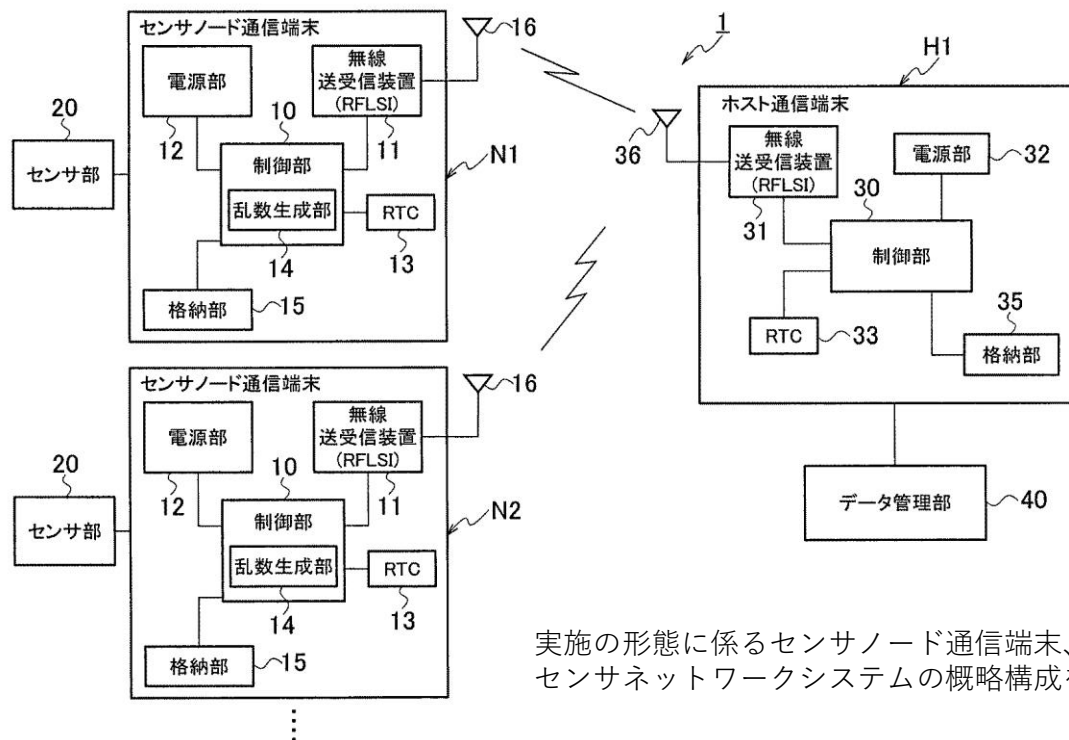 センサノード通信端末
16
1
電源部
無線
送受信装置
(RFLSI)
H1
ホスト通信端末
20
10
36
12
11
N1
無線
送受信装置
(RFLSI)
電源部
32
センサ部
制御部
30
乱数生成部
RTC
31
14
13
制御部
格納部
15
35
RTC
33
格納部
センサノード通信端末
16
電源部
無線
送受信装置
(RFLSI)
20
10
データ管理部
40
12
11
N2
センサ部
制御部
乱数生成部
RTC
14
13
格納部
15
実施の形態に係るセンサノード通信端末、
センサネットワークシステムの概略構成